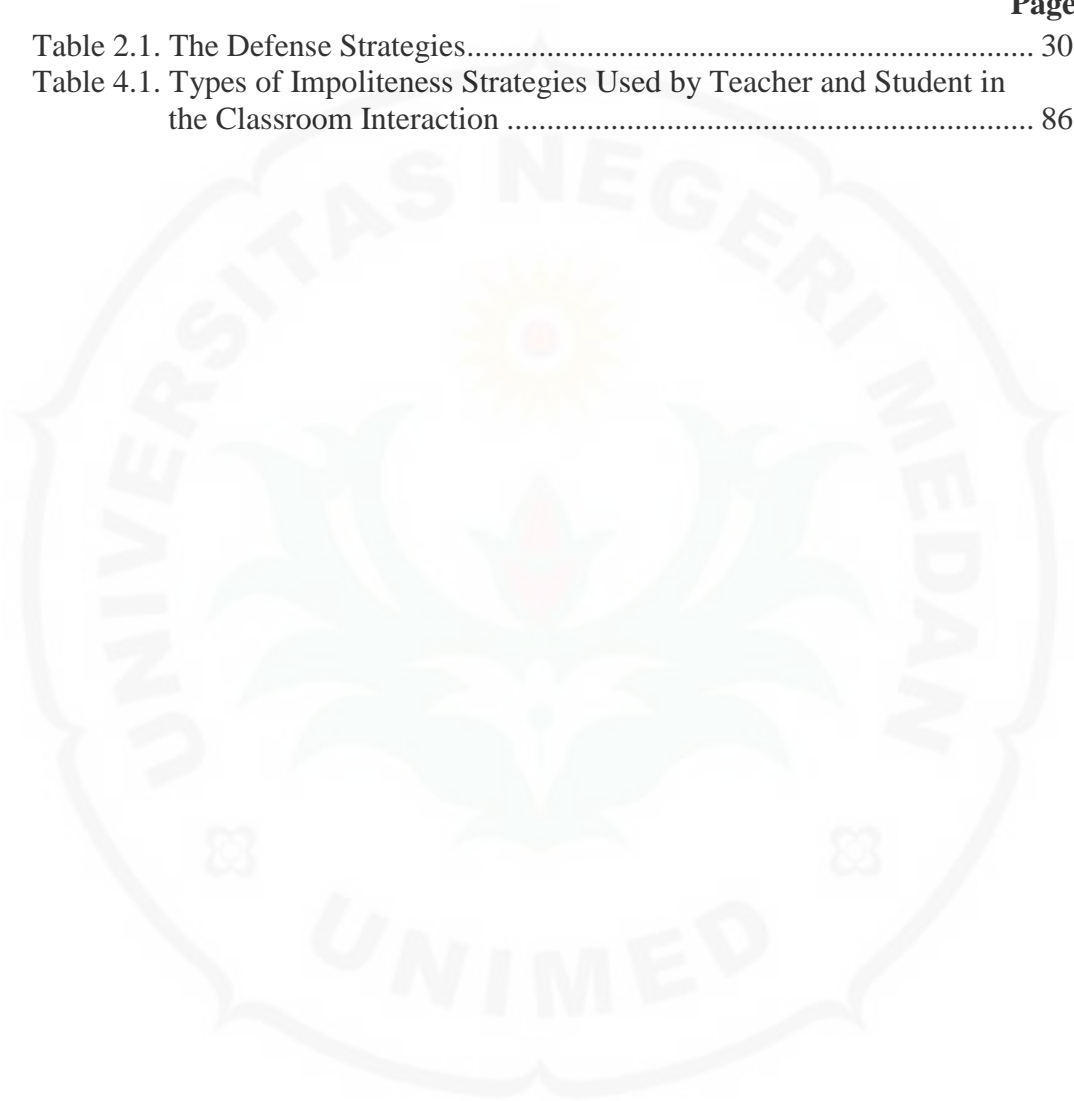 Page
Table 2.1. The Defense Strategies..................................................................... 30
Table 4.1. Types of Impoliteness Strategies Used by Teacher and Student in
the Classroom Interaction ................................................................ 86
UNIVERSITAS NEGERI MEDAN
UNIMED